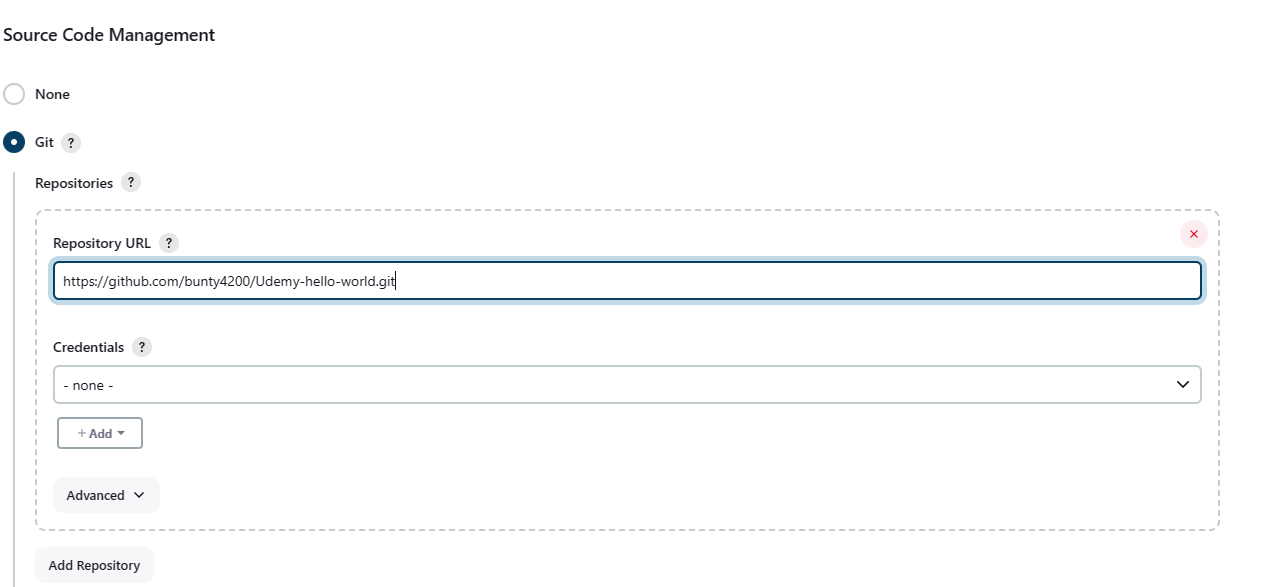 Source Code Management
None
Git ?
Repositories ?
Repository URL ?
https://github.com/bunty4200/Udemy-hello-world.git
Credentials ?
- none -
+ Add
Advanced
Add Repository